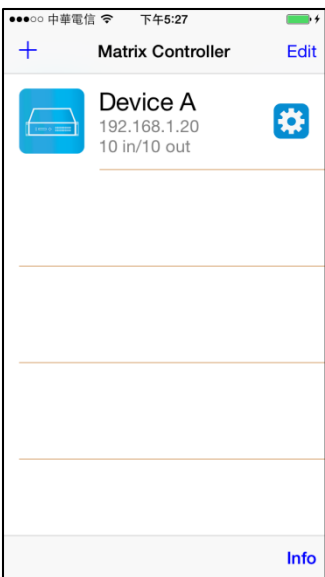 中華電信 下午5:27
+ Matrix Controller Edit
Device A
192.168.1.20
10 in/10 out
Info